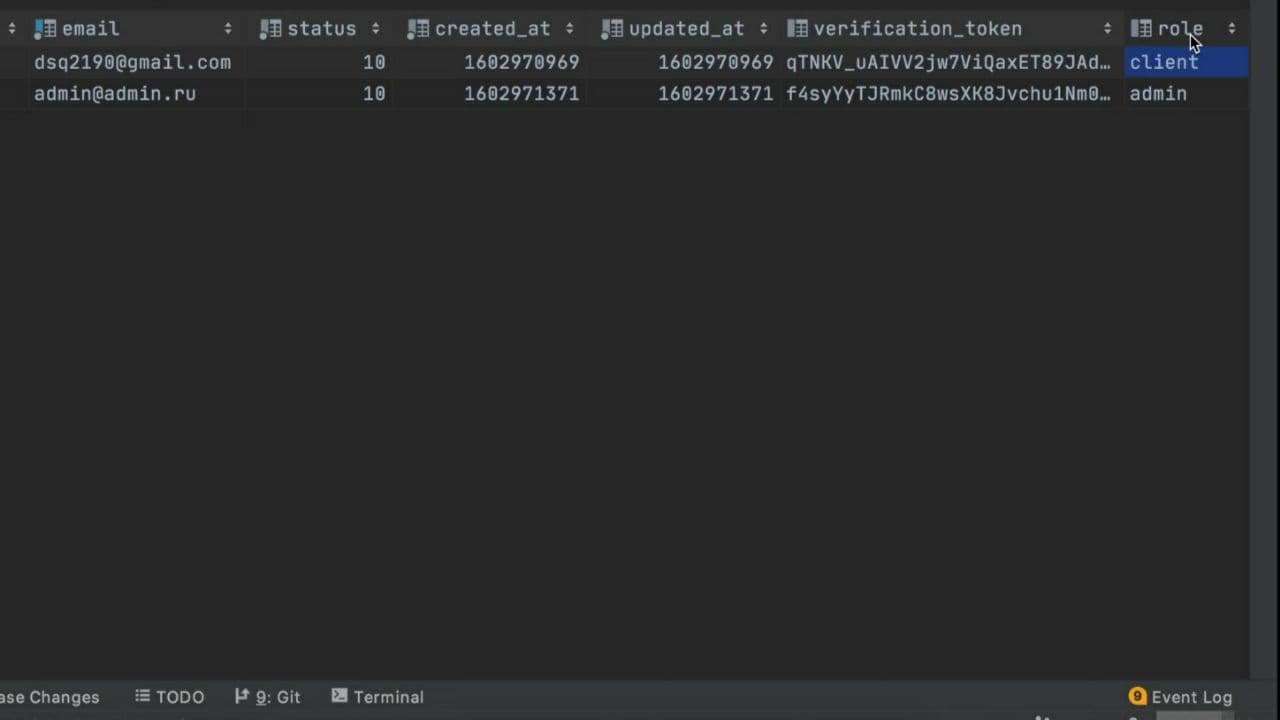 email status created_at updated_at verification_token role
dsq2190@gmail.com 10 1602970969 1602970969 qTNKV_uAIVV2jw7ViQaxET89JAd… client
admin@admin.ru 10 1602971371 1602971371 f4syYyTJRmkC8wsXK8Jvchu1Nm0… admin
ase Changes TODO 9: Git Terminal 9 Event Log